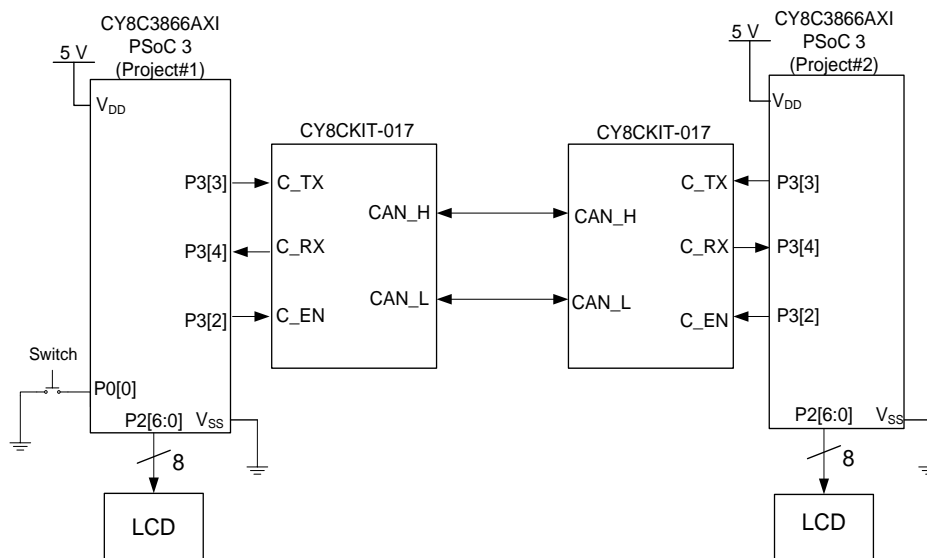 CY8C3866AXI
PSoC 3
(Project#1)
5 V
VDD
P3[3]
P3[4]
P3[2]
P0[0]
P2[6:0]
VSS
Switch
8
LCD
CY8CKIT-017
C_TX
C_RX
C_EN
CAN_H
CAN_L
CY8CKIT-017
C_TX
CAN_H
C_RX
CAN_L
C_EN
CY8C3866AXI
PSoC 3
(Project#2)
5 V
VDD
P3[3]
P3[4]
P3[2]
P2[6:0]
VSS
8
LCD